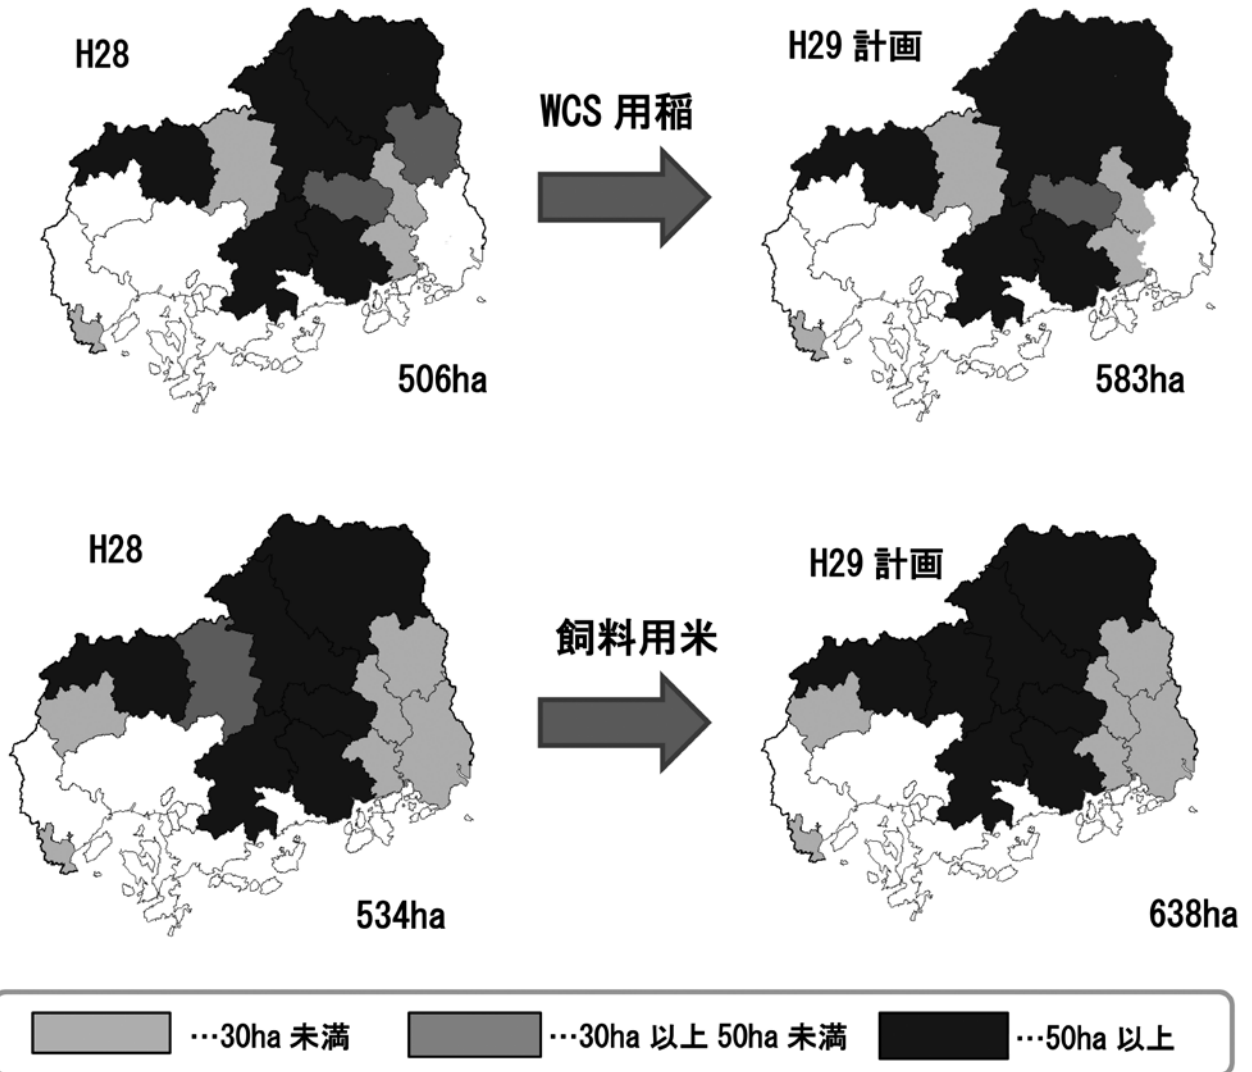 H28
WCS 用稲
H29 計画
506ha
583ha
H28
飼料用米
H29 計画
534ha
638ha
…30ha 未満
…30ha 以上 50ha 未満
…50ha 以上